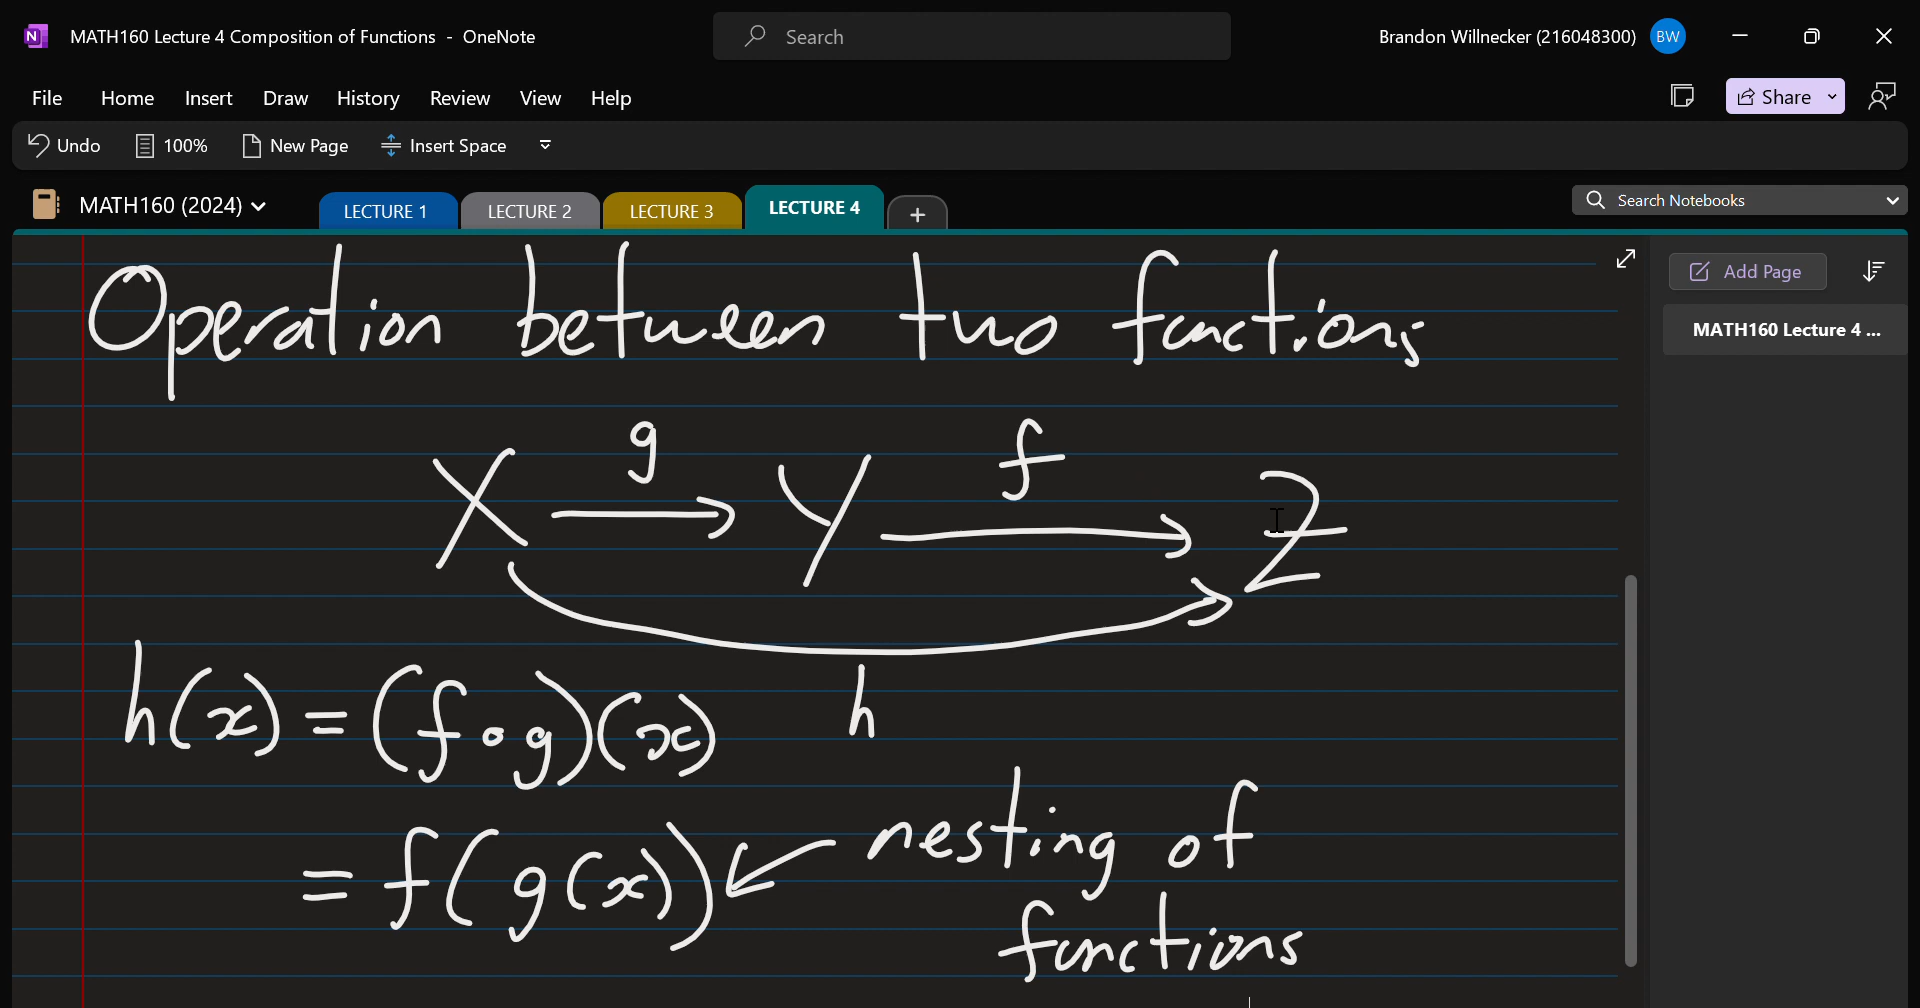 MATH160 Lecture 4 Composition of Functions - OneNote
Search
Brandon Willnecker (216048300) BW
File Home Insert Draw History Review View Help
Share
Undo 100% New Page Insert Space
MATH160 (2024) LECTURE 1 LECTURE 2 LECTURE 3 LECTURE 4 +
Search Notebooks
Add Page
MATH160 Lecture 4 ...
Operation between two functions
g f
X Y Z
h
h(x) = (f∘g)(x)
= f(g(x)) nesting of
functions